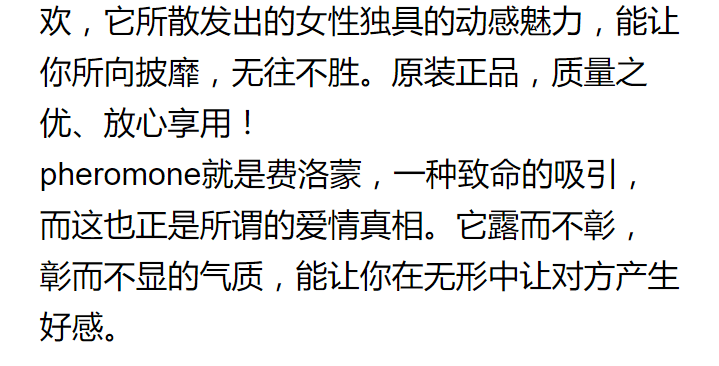 欢，它所散发出的女性独具的动感魅力，能让
你所向披靡，无往不胜。原装正品，质量之
优、放心享用！
pheromone就是费洛蒙，一种致命的吸引，
而这也正是所谓的爱情真相。它露而不彰，
彰而不显的气质，能让你在无形中让对方产生
好感。